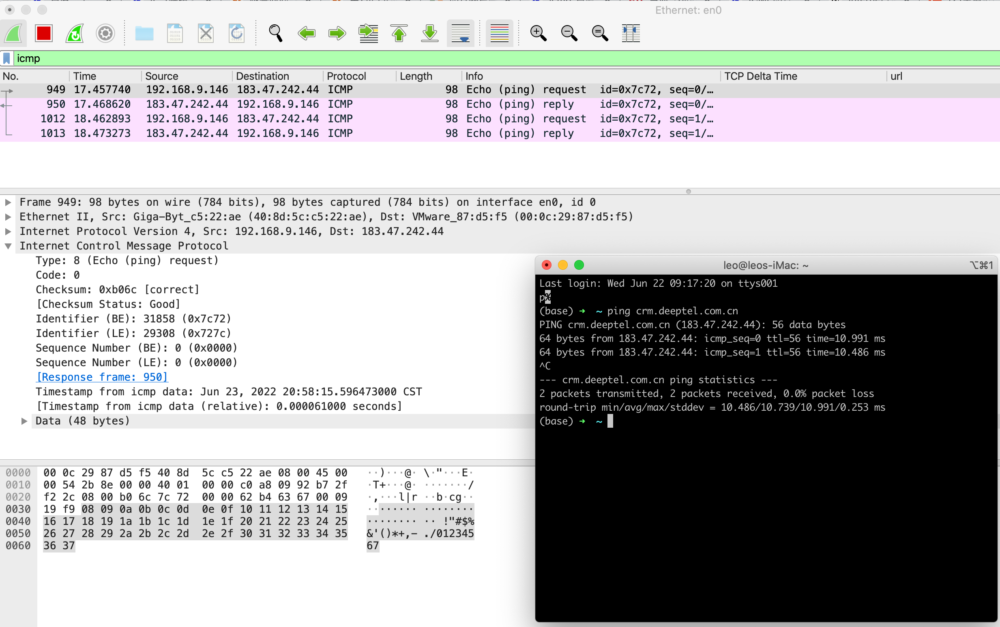 Ethernet: en0
icmp
No. Time Source Destination Protocol Length Info TCP Delta Time url
949 17.457740 192.168.9.146 183.47.242.44 ICMP 98 Echo (ping) request id=0x7c72, seq=0/…
950 17.468620 183.47.242.44 192.168.9.146 ICMP 98 Echo (ping) reply id=0x7c72, seq=0/…
1012 18.462893 192.168.9.146 183.47.242.44 ICMP 98 Echo (ping) request id=0x7c72, seq=1/…
1013 18.473273 183.47.242.44 192.168.9.146 ICMP 98 Echo (ping) reply id=0x7c72, seq=1/…
Frame 949: 98 bytes on wire (784 bits), 98 bytes captured (784 bits) on interface en0, id 0
Ethernet II, Src: Giga-Byt_c5:22:ae (40:8d:5c:c5:22:ae), Dst: VMware_87:d5:f5 (00:0c:29:87:d5:f5)
Internet Protocol Version 4, Src: 192.168.9.146, Dst: 183.47.242.44
Internet Control Message Protocol
Type: 8 (Echo (ping) request)
Code: 0
Checksum: 0xb06c [correct]
[Checksum Status: Good]
Identifier (BE): 31858 (0x7c72)
Identifier (LE): 29308 (0x727c)
Sequence Number (BE): 0 (0x0000)
Sequence Number (LE): 0 (0x0000)
[Response frame: 950]
Timestamp from icmp data: Jun 23, 2022 20:58:15.596473000 CST
[Timestamp from icmp data (relative): 0.000061000 seconds]
Data (48 bytes)
0000 00 0c 29 87 d5 f5 40 8d 5c c5 22 ae 08 00 45 00 ··)···@· \·"···E·
0010 00 54 2b 8e 00 00 40 01 00 00 c0 a8 09 92 b7 2f ·T+···@· ·······/
0020 f2 2c 08 00 b0 6c 7c 72 00 00 62 b4 63 67 00 09 ·,···l|r ··b·cg··
0030 19 f9 08 09 0a 0b 0c 0d 0e 0f 10 11 12 13 14 15 ········ ········
0040 16 17 18 19 1a 1b 1c 1d 1e 1f 20 21 22 23 24 25 ········ ·· !"#$%
0050 26 27 28 29 2a 2b 2c 2d 2e 2f 30 31 32 33 34 35 &'()*+,- ./012345
0060 36 37 67
leo@leos-iMac: ~ ⌥⌘1
Last login: Wed Jun 22 09:17:20 on ttys001
p%
(base) ➜ ~ ping crm.deeptel.com.cn
PING crm.deeptel.com.cn (183.47.242.44): 56 data bytes
64 bytes from 183.47.242.44: icmp_seq=0 ttl=56 time=10.991 ms
64 bytes from 183.47.242.44: icmp_seq=1 ttl=56 time=10.486 ms
^C
--- crm.deeptel.com.cn ping statistics ---
2 packets transmitted, 2 packets received, 0.0% packet loss
round-trip min/avg/max/stddev = 10.486/10.739/10.991/0.253 ms
(base) ➜ ~